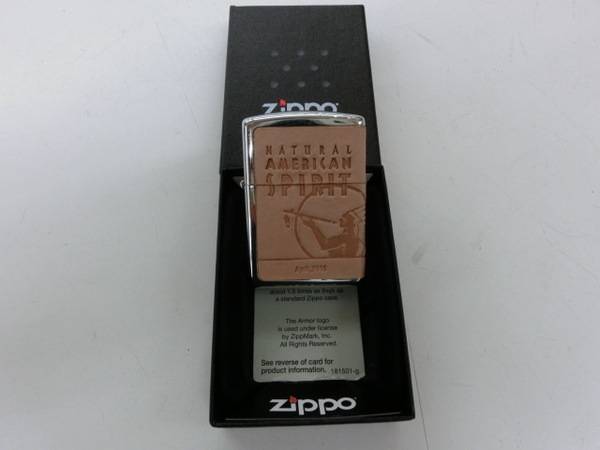 zippo
NATURAL
AMERICAN
SPIRIT
about 1.5 times as thick as
a standard Zippo case.
The Armor logo
is used under license
by ZippMark, Inc.
All Rights Reserved.
See reverse of card for
product information. 181501-g
zippo